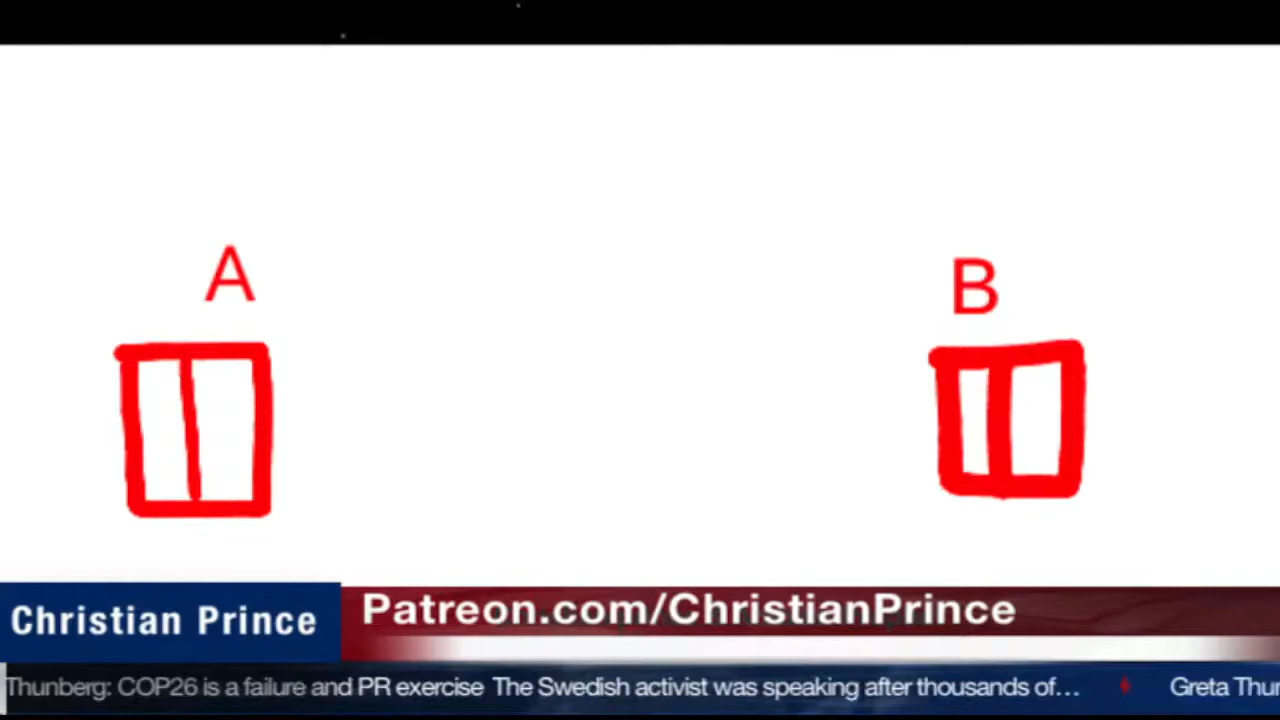 A
B
Christian Prince
Patreon.com/ChristianPrince
Thunberg: COP26 is a failure and PR exercise The Swedish activist was speaking after thousands of… Greta